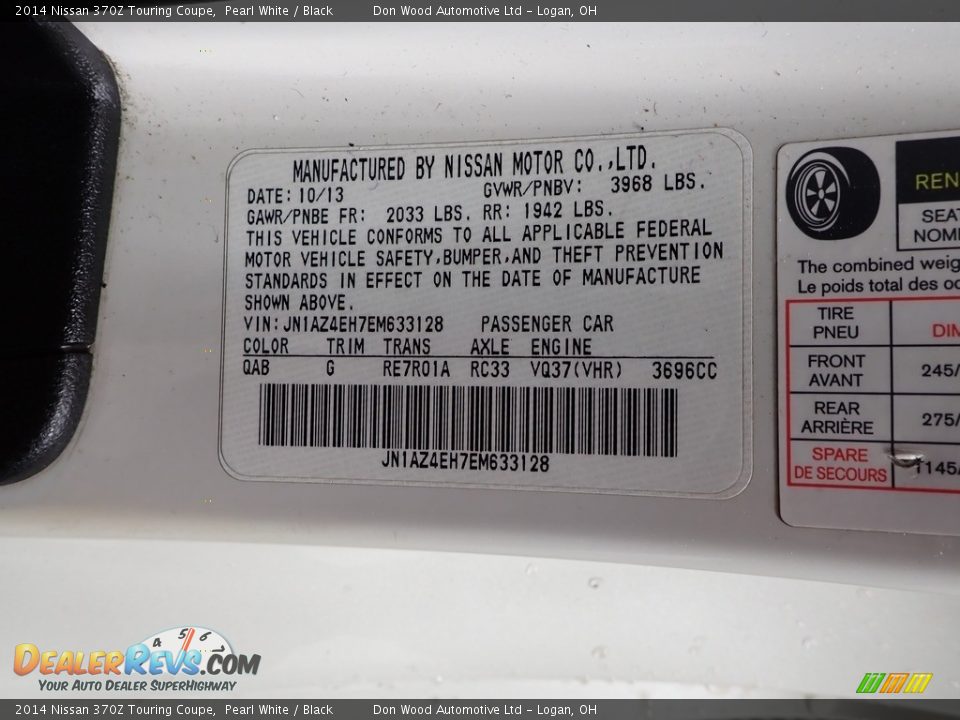 2014 Nissan 370Z Touring Coupe, Pearl White / Black Don Wood Automotive Ltd - Logan, OH
MANUFACTURED BY NISSAN MOTOR CO.,LTD.
DATE: 10/13 GVWR/PNBV: 3968 LBS.
GAWR/PNBE FR: 2033 LBS. RR: 1942 LBS.
THIS VEHICLE CONFORMS TO ALL APPLICABLE FEDERAL
MOTOR VEHICLE SAFETY,BUMPER,AND THEFT PREVENTION
STANDARDS IN EFFECT ON THE DATE OF MANUFACTURE
SHOWN ABOVE.
VIN:JN1AZ4EH7EM633128 PASSENGER CAR
COLOR TRIM TRANS AXLE ENGINE
QAB G RE7R01A RC33 VQ37(VHR) 3696CC
JN1AZ4EH7EM633128
The combined
Le poids total des
TIRE
PNEU
FRONT
AVANT
245/
REAR
ARRIÈRE
275/
SPARE
DE SECOURS
T145/
4 5 6
DEALERREVS.COM
YOUR AUTO DEALER SUPERHIGHWAY
2014 Nissan 370Z Touring Coupe, Pearl White / Black Don Wood Automotive Ltd - Logan, OH